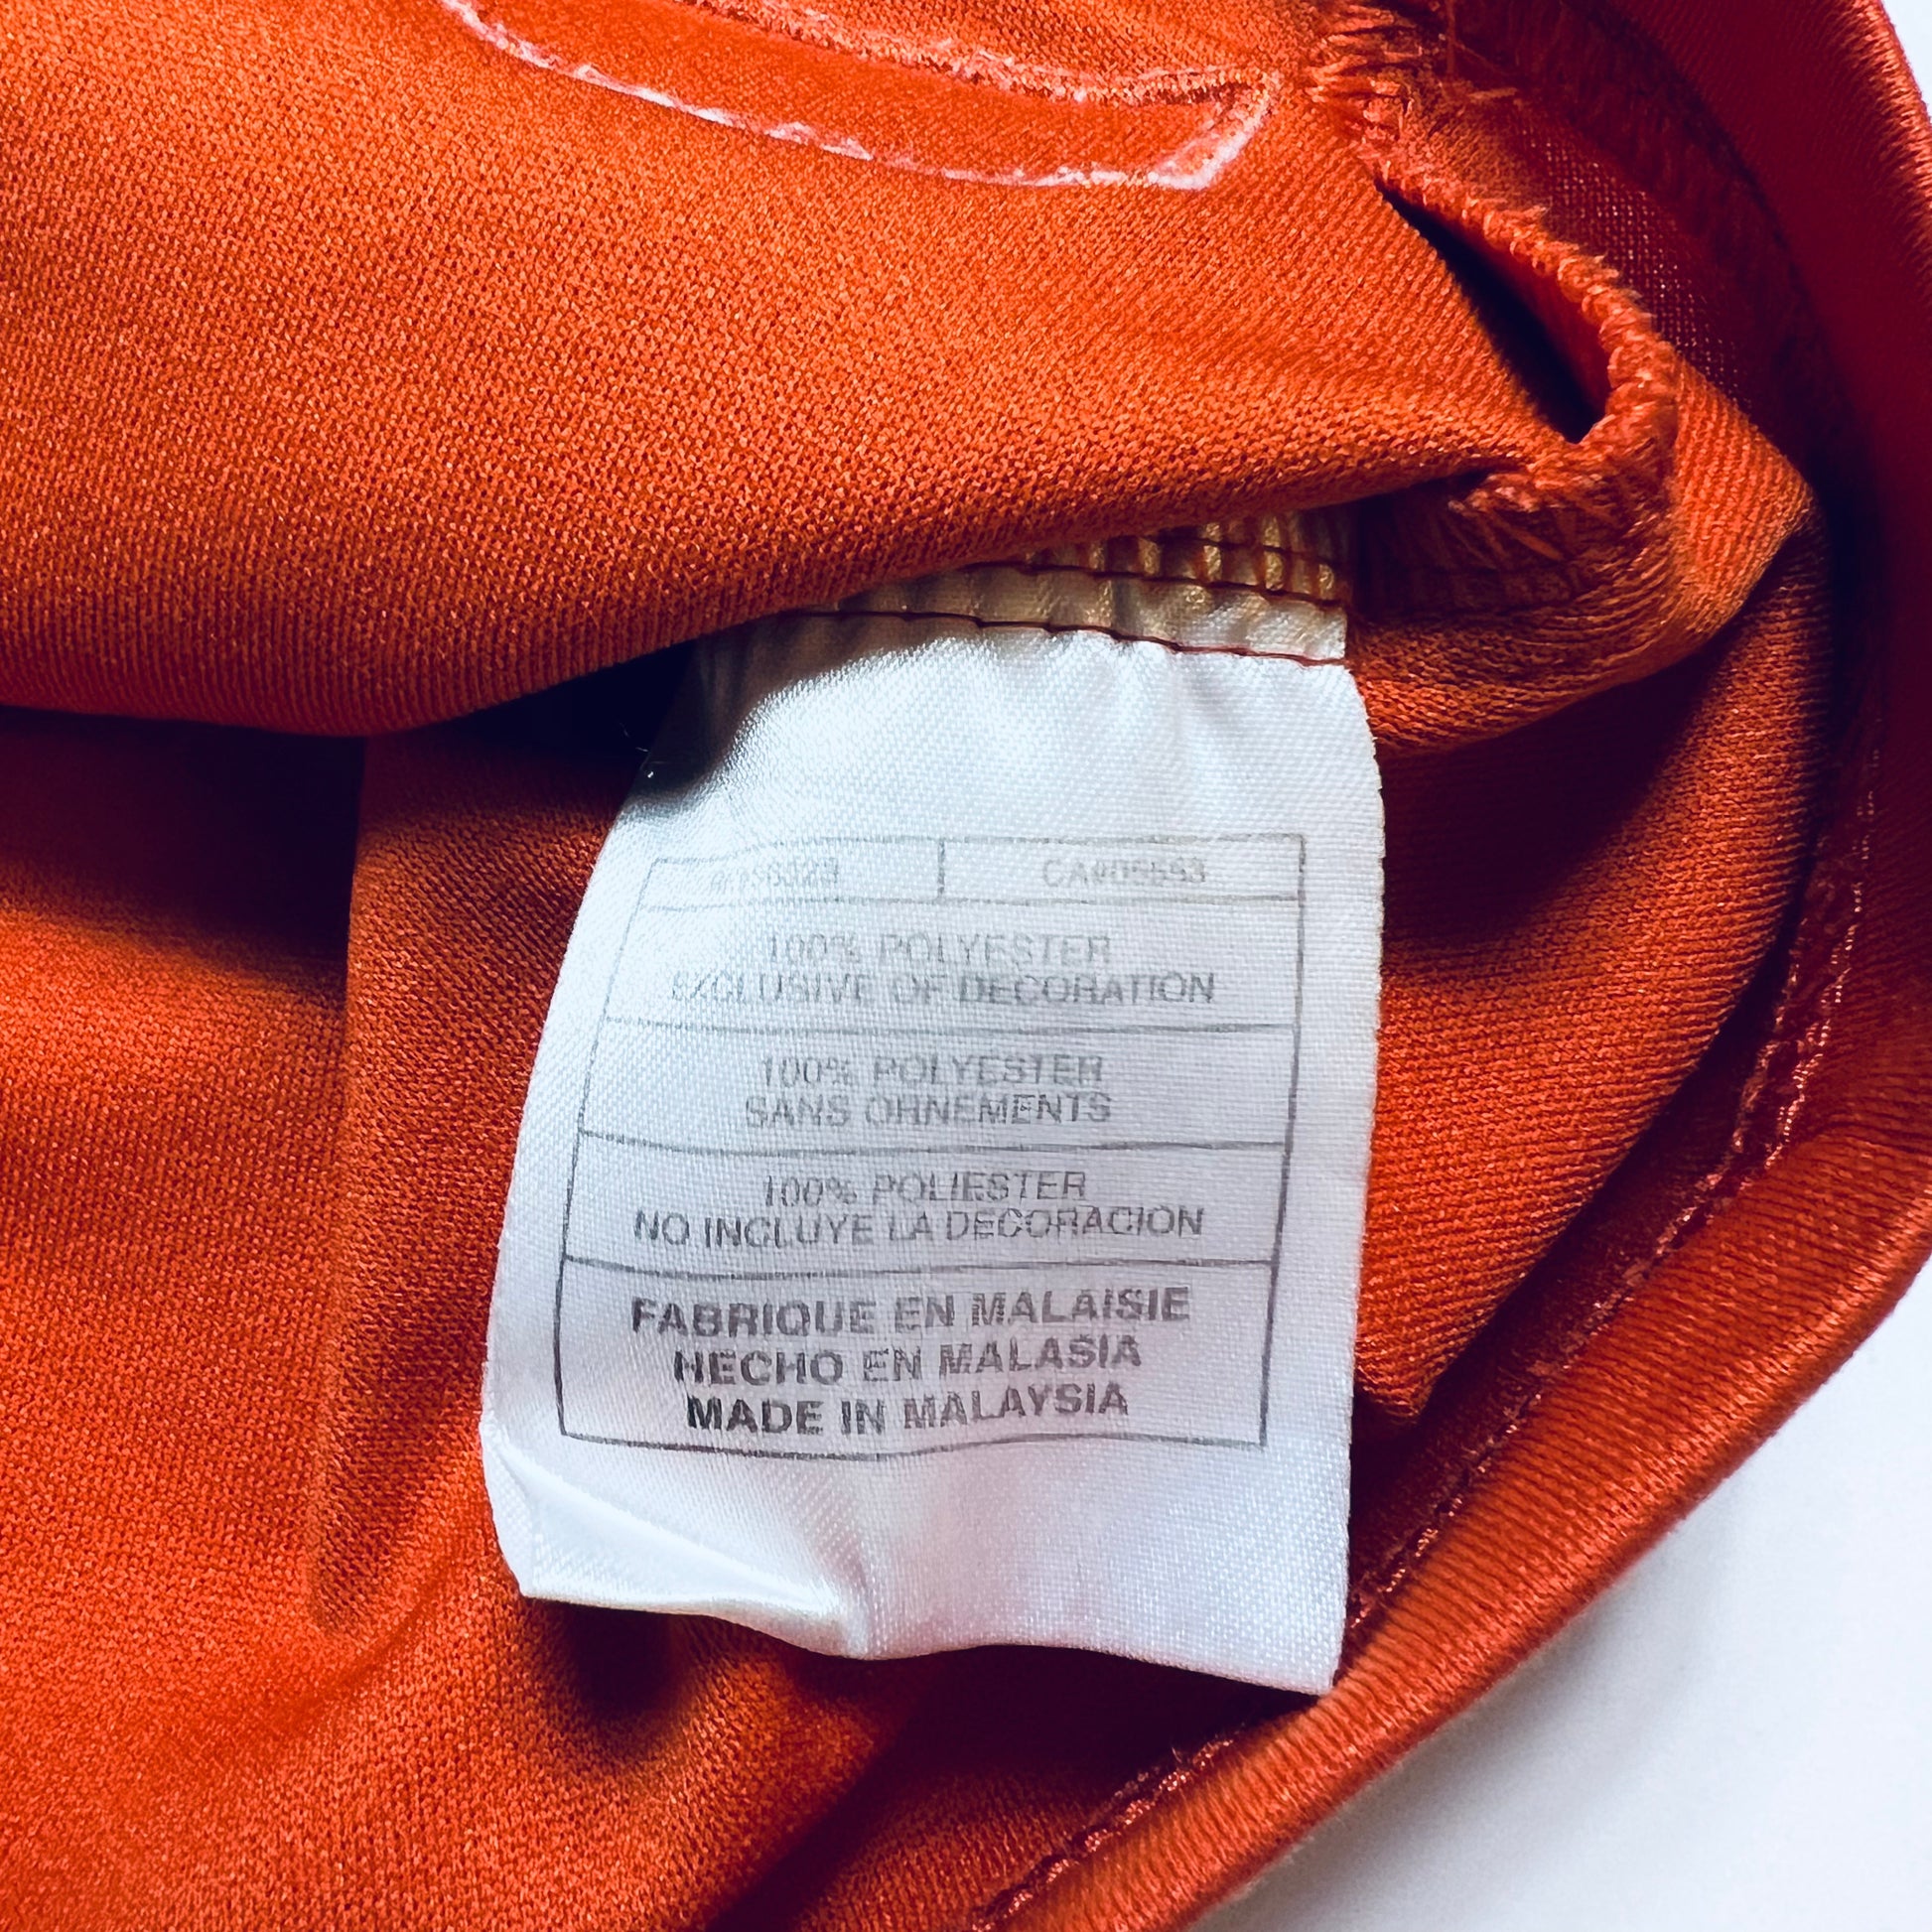 CA#05553
100% POLYESTER
EXCLUSIVE OF DECORATION
100% POLYESTER
SANS ORNEMENTS
100% POLIESTER
NO INCLUYE LA DECORACION
FABRIQUE EN MALAISIE
HECHO EN MALASIA
MADE IN MALAYSIA